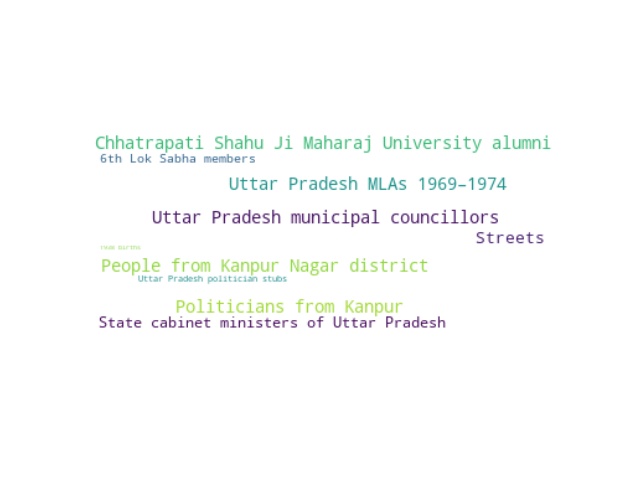 Chhatrapati Shahu Ji Maharaj University alumni
6th Lok Sabha members
Uttar Pradesh MLAs 1969–1974
Uttar Pradesh municipal councillors
Streets
births
People from Kanpur Nagar district
Uttar Pradesh politician stubs
Politicians from Kanpur
State cabinet ministers of Uttar Pradesh